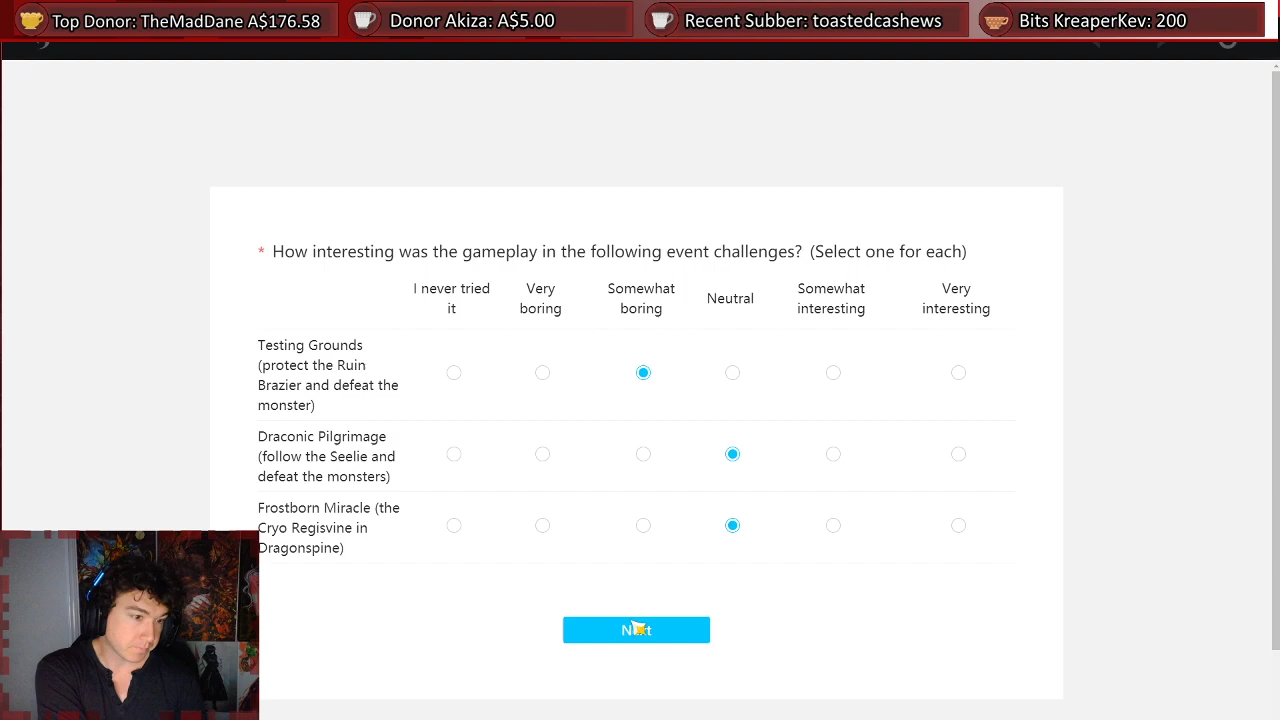 Top Donor: TheMadDane A$176.58
Donor Akiza: A$5.00
Recent Subber: toastedcashews
Bits KreaperKev: 200
* How interesting was the gameplay in the following event challenges? (Select one for each)
I never tried it
Very boring
Somewhat boring
Neutral
Somewhat interesting
Very interesting
Testing Grounds
(protect the Ruin
Brazier and defeat the
monster)
Draconic Pilgrimage
(follow the Seelie and
defeat the monsters)
Frostborn Miracle (the
Cryo Regisvine in
Dragonspine)
Next